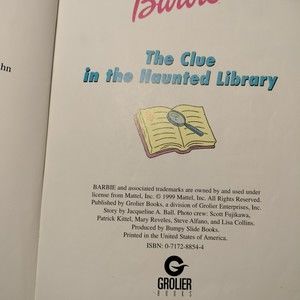 Barbie
The Clue
in the Haunted Library
BARBIE and associated trademarks are owned by and used under
license from Mattel, Inc. © 1999 Mattel, Inc. All Rights Reserved.
Published by Grolier Books, a division of Grolier Enterprises, Inc.
Story by Jacqueline A. Ball. Photo crew: Scott Fujikawa,
Patrick Kittel, Mary Reveles, Steve Alfano, and Lisa Collins.
Produced by Bumpy Slide Books.
Printed in the United States of America.
ISBN: 0-7172-8854-4
G
GROLIER
BOOKS